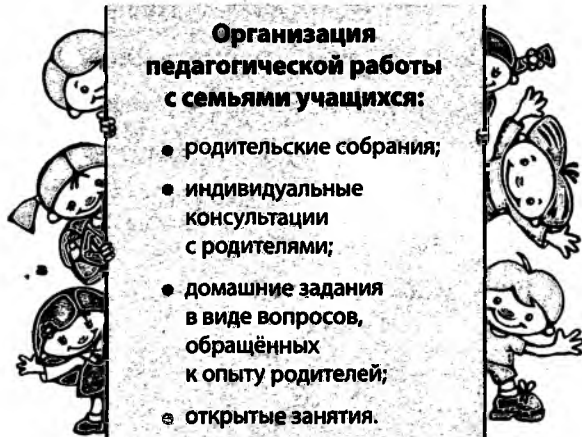 Организация
педагогической работы
с семьями учащихся:
• родительские собрания;
• индивидуальные
консультации
с родителями;
• домашние задания
в виде вопросов,
обращённых
к опыту родителей;
• открытые занятия.